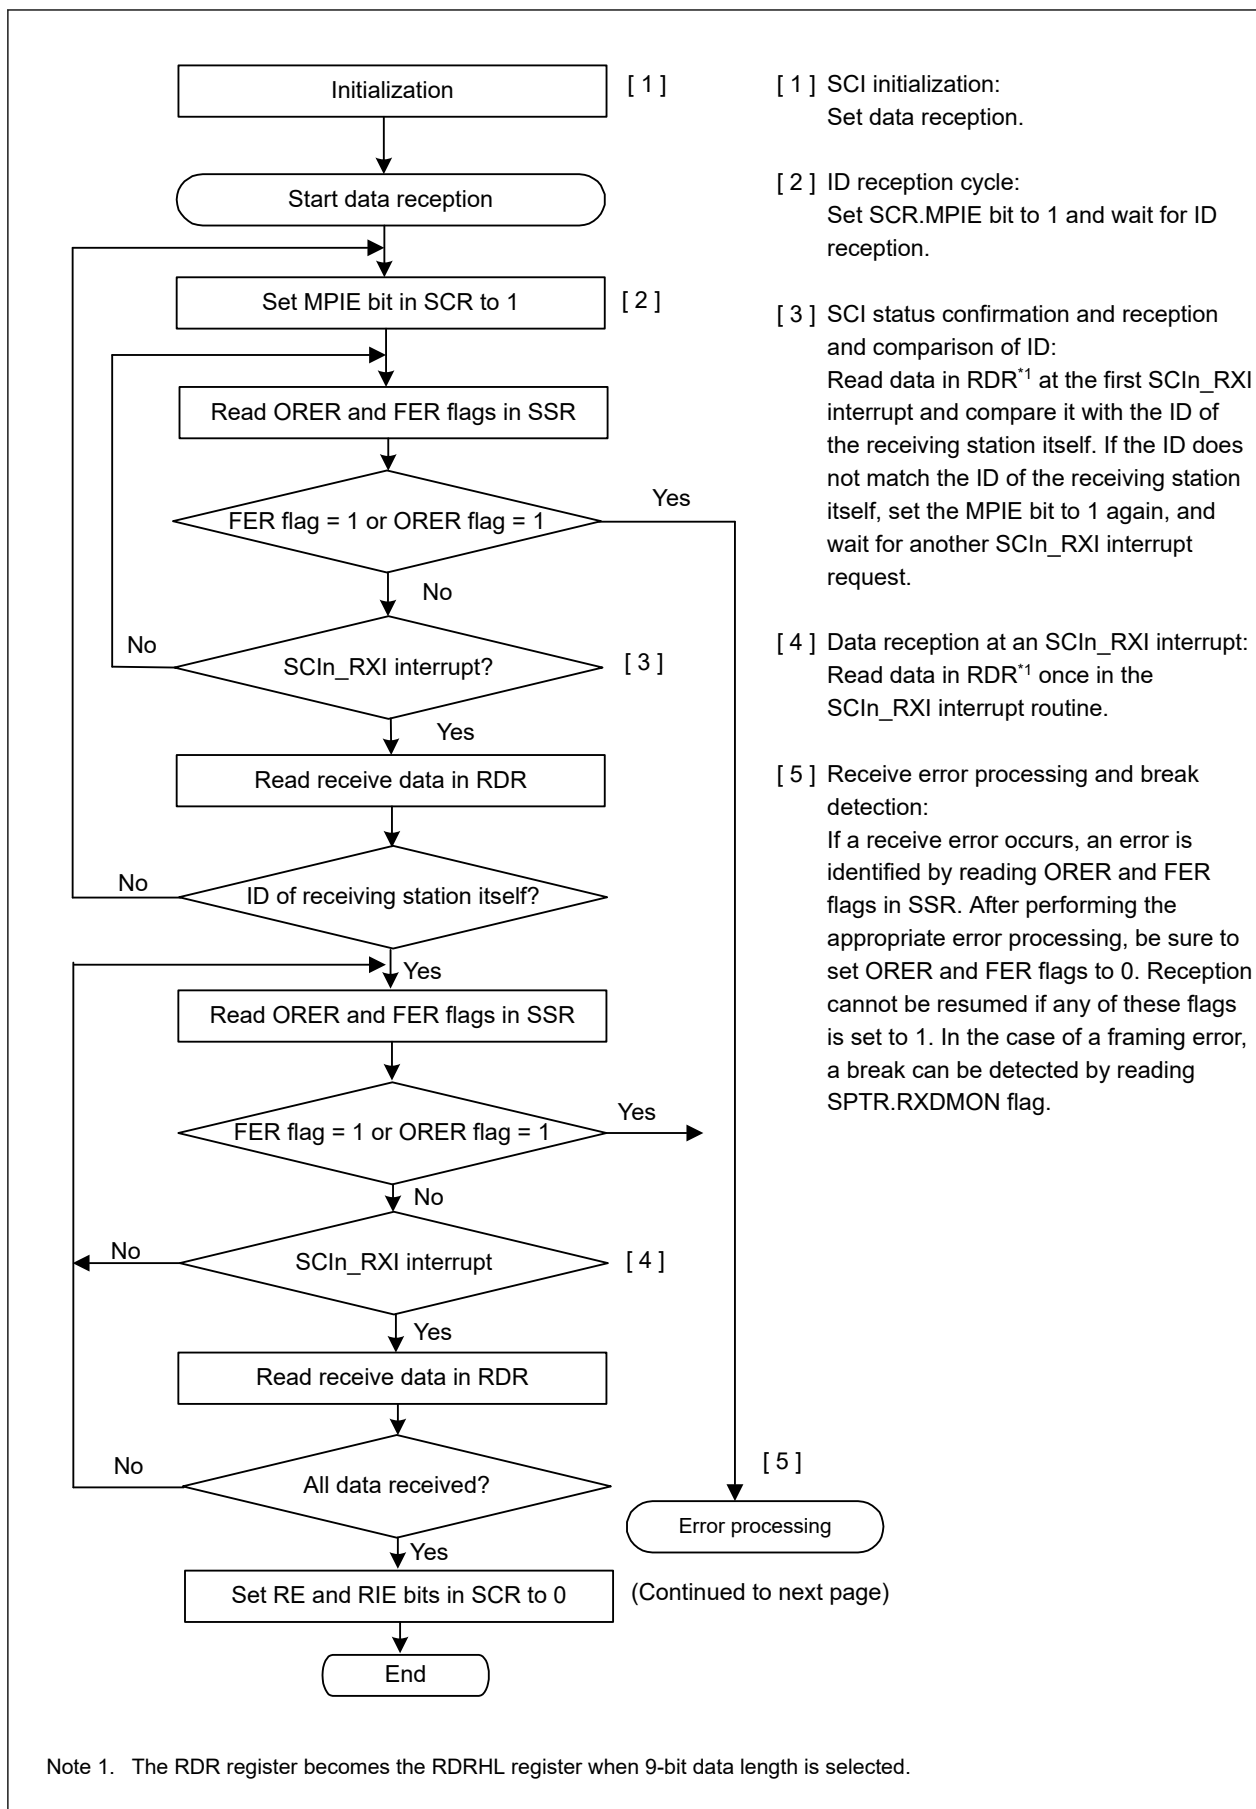 Initialization
[ 1 ]
Start data reception
Set MPIE bit in SCR to 1
[ 2 ]
Read ORER and FER flags in SSR
FER flag = 1 or ORER flag = 1
Yes
No
SCIn_RXI interrupt?
No
[ 3 ]
Yes
Read receive data in RDR
ID of receiving station itself?
No
Yes
Read ORER and FER flags in SSR
FER flag = 1 or ORER flag = 1
Yes
No
SCIn_RXI interrupt
No
[ 4 ]
Yes
Read receive data in RDR
All data received?
No
[ 5 ]
Error processing
Yes
Set RE and RIE bits in SCR to 0
(Continued to next page)
End
[ 1 ] SCI initialization:
Set data reception.
[ 2 ] ID reception cycle:
Set SCR.MPIE bit to 1 and wait for ID
reception.
[ 3 ] SCI status confirmation and reception
and comparison of ID:
Read data in RDR*1 at the first SCIn_RXI
interrupt and compare it with the ID of
the receiving station itself. If the ID does
not match the ID of the receiving station
itself, set the MPIE bit to 1 again, and
wait for another SCIn_RXI interrupt
request.
[ 4 ] Data reception at an SCIn_RXI interrupt:
Read data in RDR*1 once in the
SCIn_RXI interrupt routine.
[ 5 ] Receive error processing and break
detection:
If a receive error occurs, an error is
identified by reading ORER and FER
flags in SSR. After performing the
appropriate error processing, be sure to
set ORER and FER flags to 0. Reception
cannot be resumed if any of these flags
is set to 1. In the case of a framing error,
a break can be detected by reading
SPTR.RXDMON flag.
Note 1. The RDR register becomes the RDRHL register when 9-bit data length is selected.